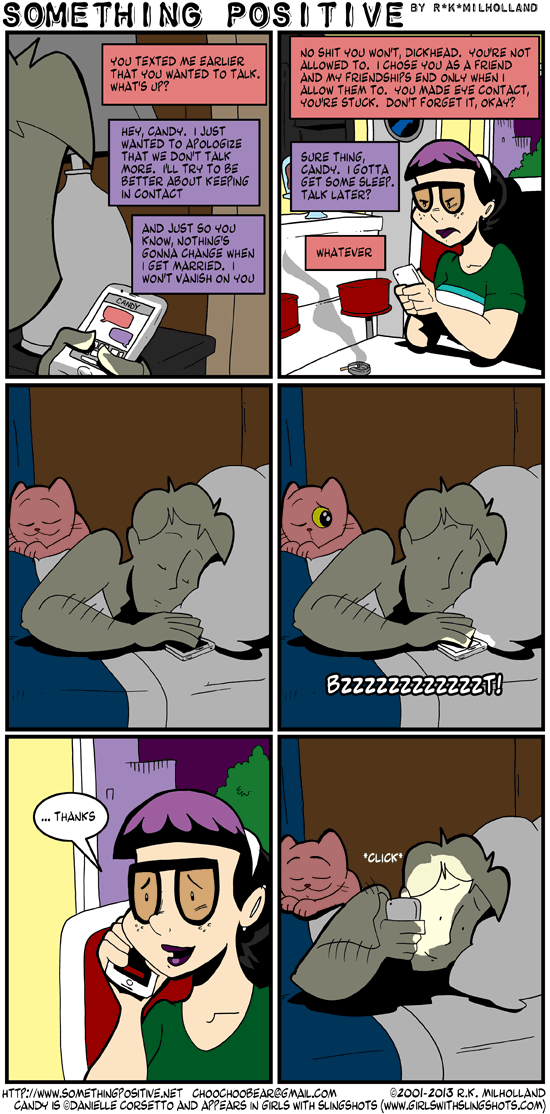 SOMETHING POSITIVE BY R*K*MILHOLLAND
YOU TEXTED ME EARLIER
THAT YOU WANTED TO TALK.
WHAT'S UP?
HEY, CANDY. I JUST
WANTED TO APOLOGIZE
THAT WE DON'T TALK
MORE. I'LL TRY TO BE
BETTER ABOUT KEEPING
IN CONTACT
AND JUST SO YOU
KNOW, NOTHING'S
GONNA CHANGE WHEN
I GET MARRIED. I
WON'T VANISH ON YOU
CANDY
NO SHIT YOU WON'T, DICKHEAD. YOU'RE NOT
ALLOWED TO. I CHOSE YOU AS A FRIEND
AND MY FRIENDSHIPS END ONLY WHEN I
ALLOW THEM TO. YOU MADE EYE CONTACT,
YOU'RE STUCK. DON'T FORGET IT, OKAY?
SURE THING,
CANDY. I GOTTA
GET SOME SLEEP.
TALK LATER?
WHATEVER
BZZZZZZZZZZZZT!
... THANKS
*CLICK*
HTTP://WWW.SOMETHINGPOSITIVE.NET CHOOCHOOBEAR@GMAIL.COM ©2001-2013 R.K. MILHOLLAND
CANDY IS ©DANIELLE CORSETTO AND APPEARS IN GIRLS WITH SLINGSHOTS (WWW.GIRLSWITHSLINGSHOTS.COM)